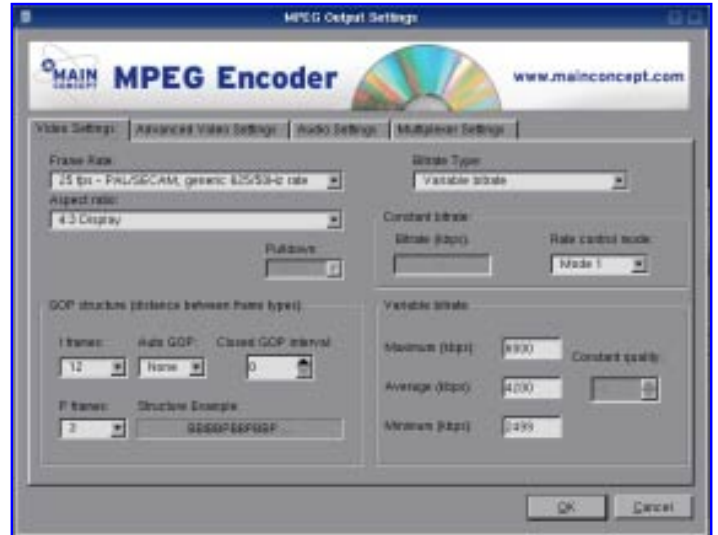 MPEG Output Settings
MAIN CONCEPT MPEG Encoder
www.mainconcept.com
Video Settings Advanced Video Settings Audio Settings Multiplexer Settings
Frame Rate:
25 fps - PAL/SECAM, generic 625/50Hz rate
Bitrate Type:
Variable bitrate
Aspect ratio:
4:3 Display
Pulldown:
Constant bitrate
Bitrate (kbps):
Rate control mode:
Mode 1
GOP structure (distance between frame types)
I frames:
Auto GOP:
Closed GOP interval:
12
None
0
P frames:
Structure Example:
3
Variable bitrate
Maximum (kbps):
Constant quality:
Average (kbps):
4200
Minimum (kbps):
OK
Cancel